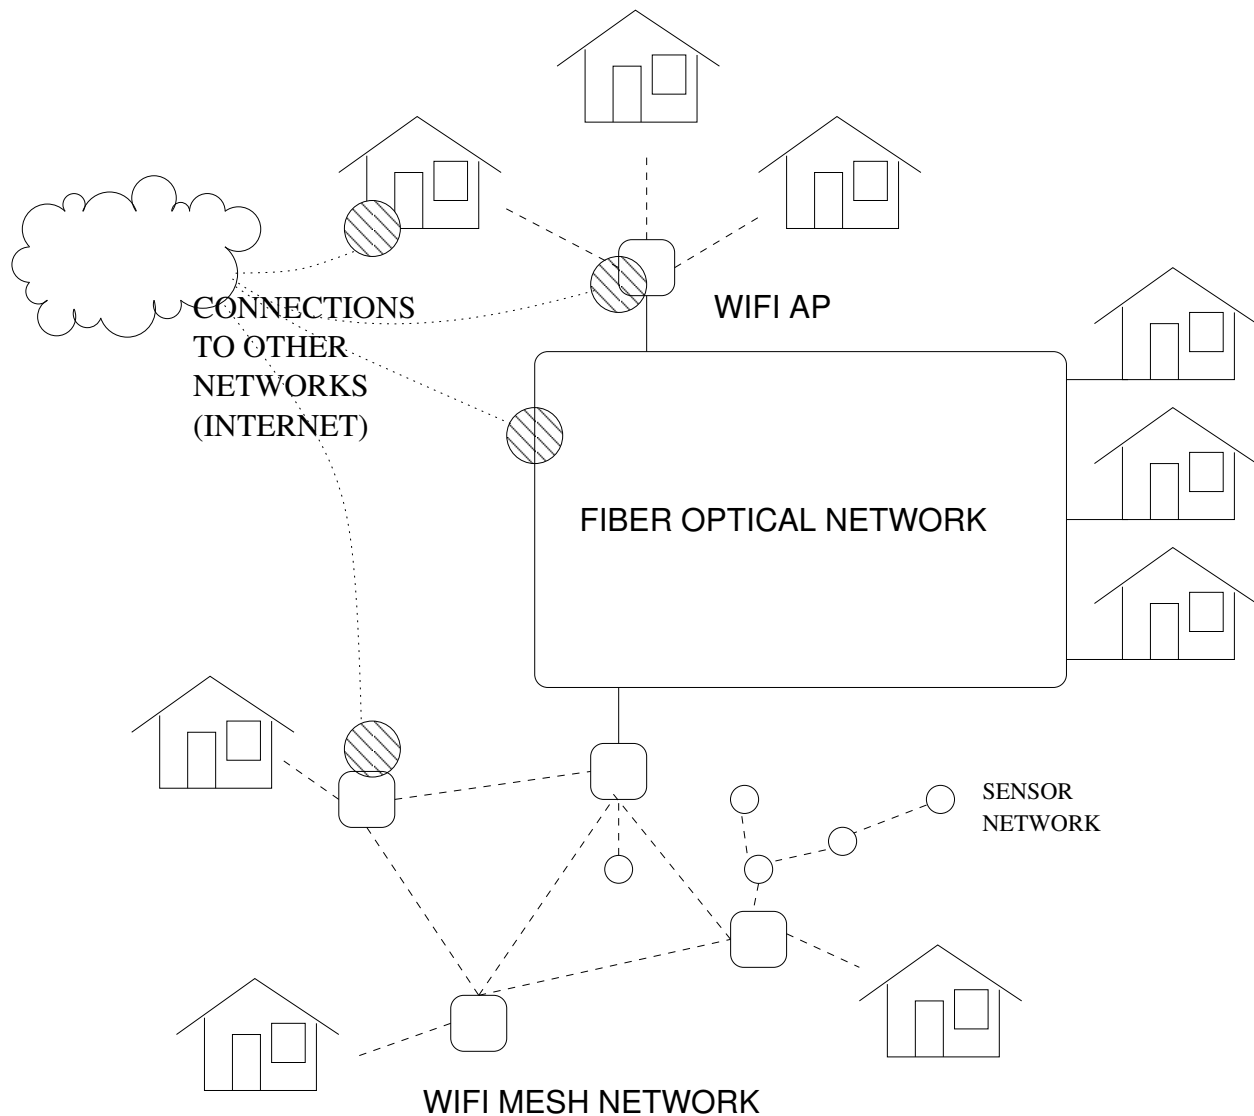 WIFI AP
CONNECTIONS
TO OTHER
NETWORKS
(INTERNET)
FIBER OPTICAL NETWORK
SENSOR
NETWORK
WIFI MESH NETWORK